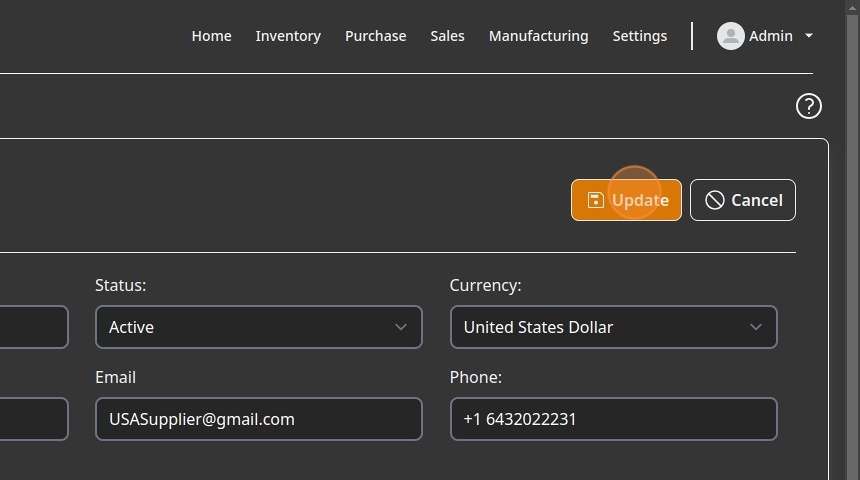 Home Inventory Purchase Sales Manufacturing Settings Admin
Update Cancel
Status: Currency:
Active United States Dollar
Email Phone:
USASupplier@gmail.com +1 6432022231